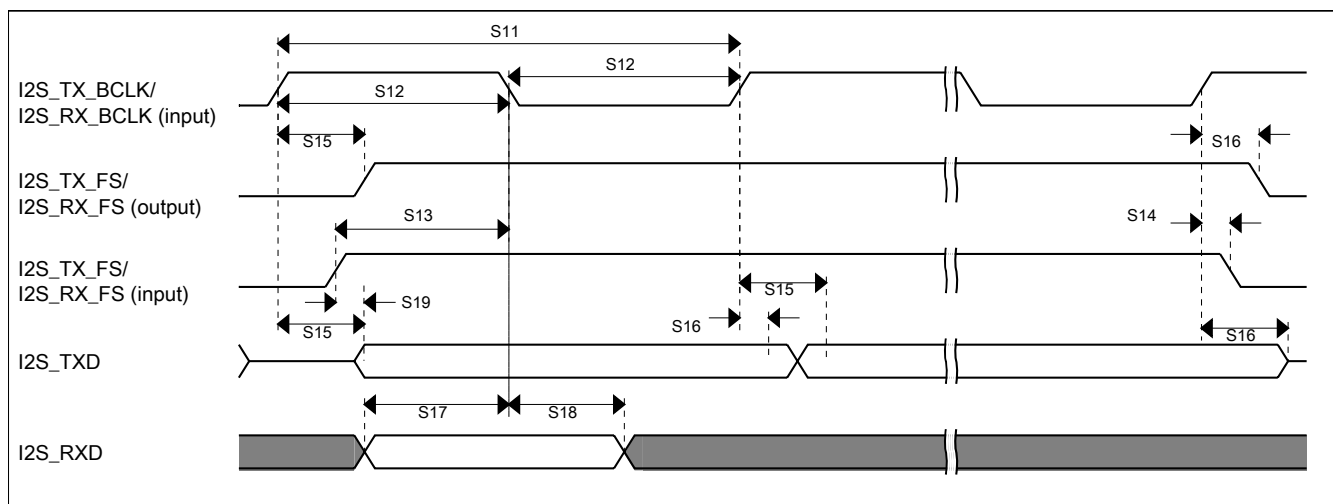 S11
I2S_TX_BCLK/
I2S_RX_BCLK (input)
S12
S12
S15
S16
I2S_TX_FS/
I2S_RX_FS (output)
S13
S14
I2S_TX_FS/
I2S_RX_FS (input)
S19
S15
S15
S16
S16
I2S_TXD
S17
S18
I2S_RXD